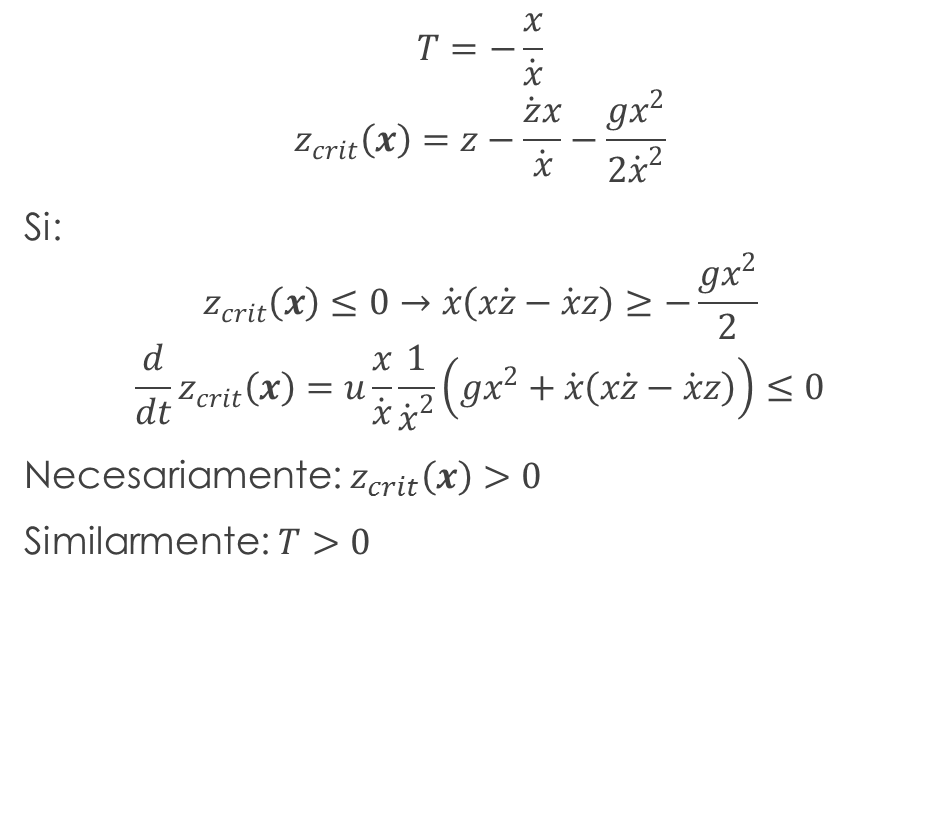 T = −x/ẋ
z_crit(𝒙) = z − żx/ẋ − gx²/2ẋ²
Si:
z_crit(𝒙) ≤ 0 → ẋ(xż − ẋz) ≥ −gx²/2
d/dt z_crit(𝒙) = u x/ẋ 1/ẋ² (gx² + ẋ(xż − ẋz)) ≤ 0
Necesariamente: z_crit(𝒙) > 0
Similarmente: T > 0